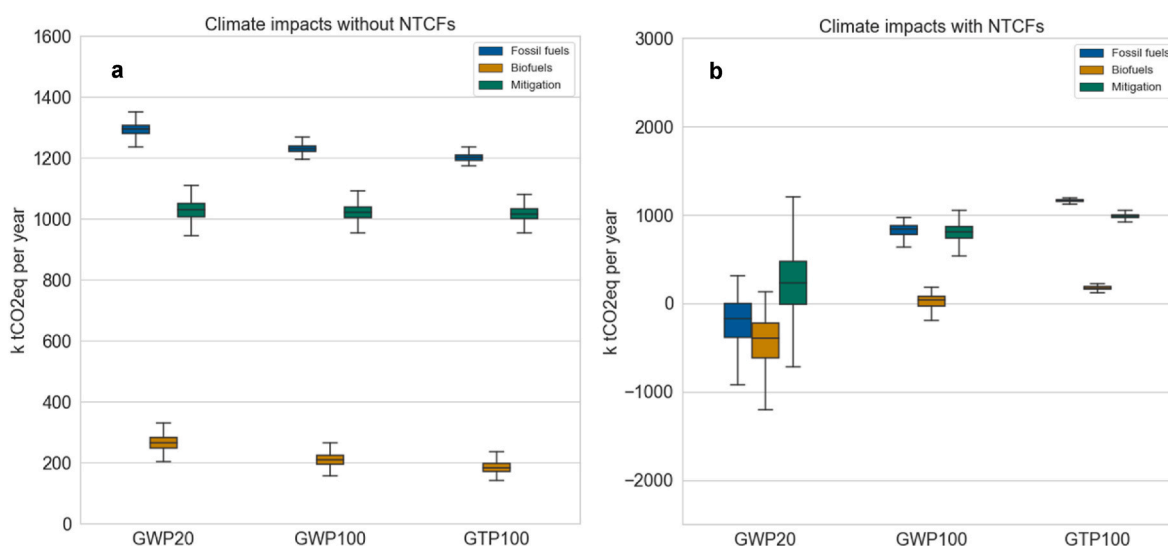 Climate impacts without NTCFs
a
Fossil fuels
Biofuels
Mitigation
k tCO2eq per year
1600
1400
1200
1000
800
600
400
200
0
GWP20
GWP100
GTP100
Climate impacts with NTCFs
b
Fossil fuels
Biofuels
Mitigation
k tCO2eq per year
3000
2000
1000
0
−1000
−2000
GWP20
GWP100
GTP100